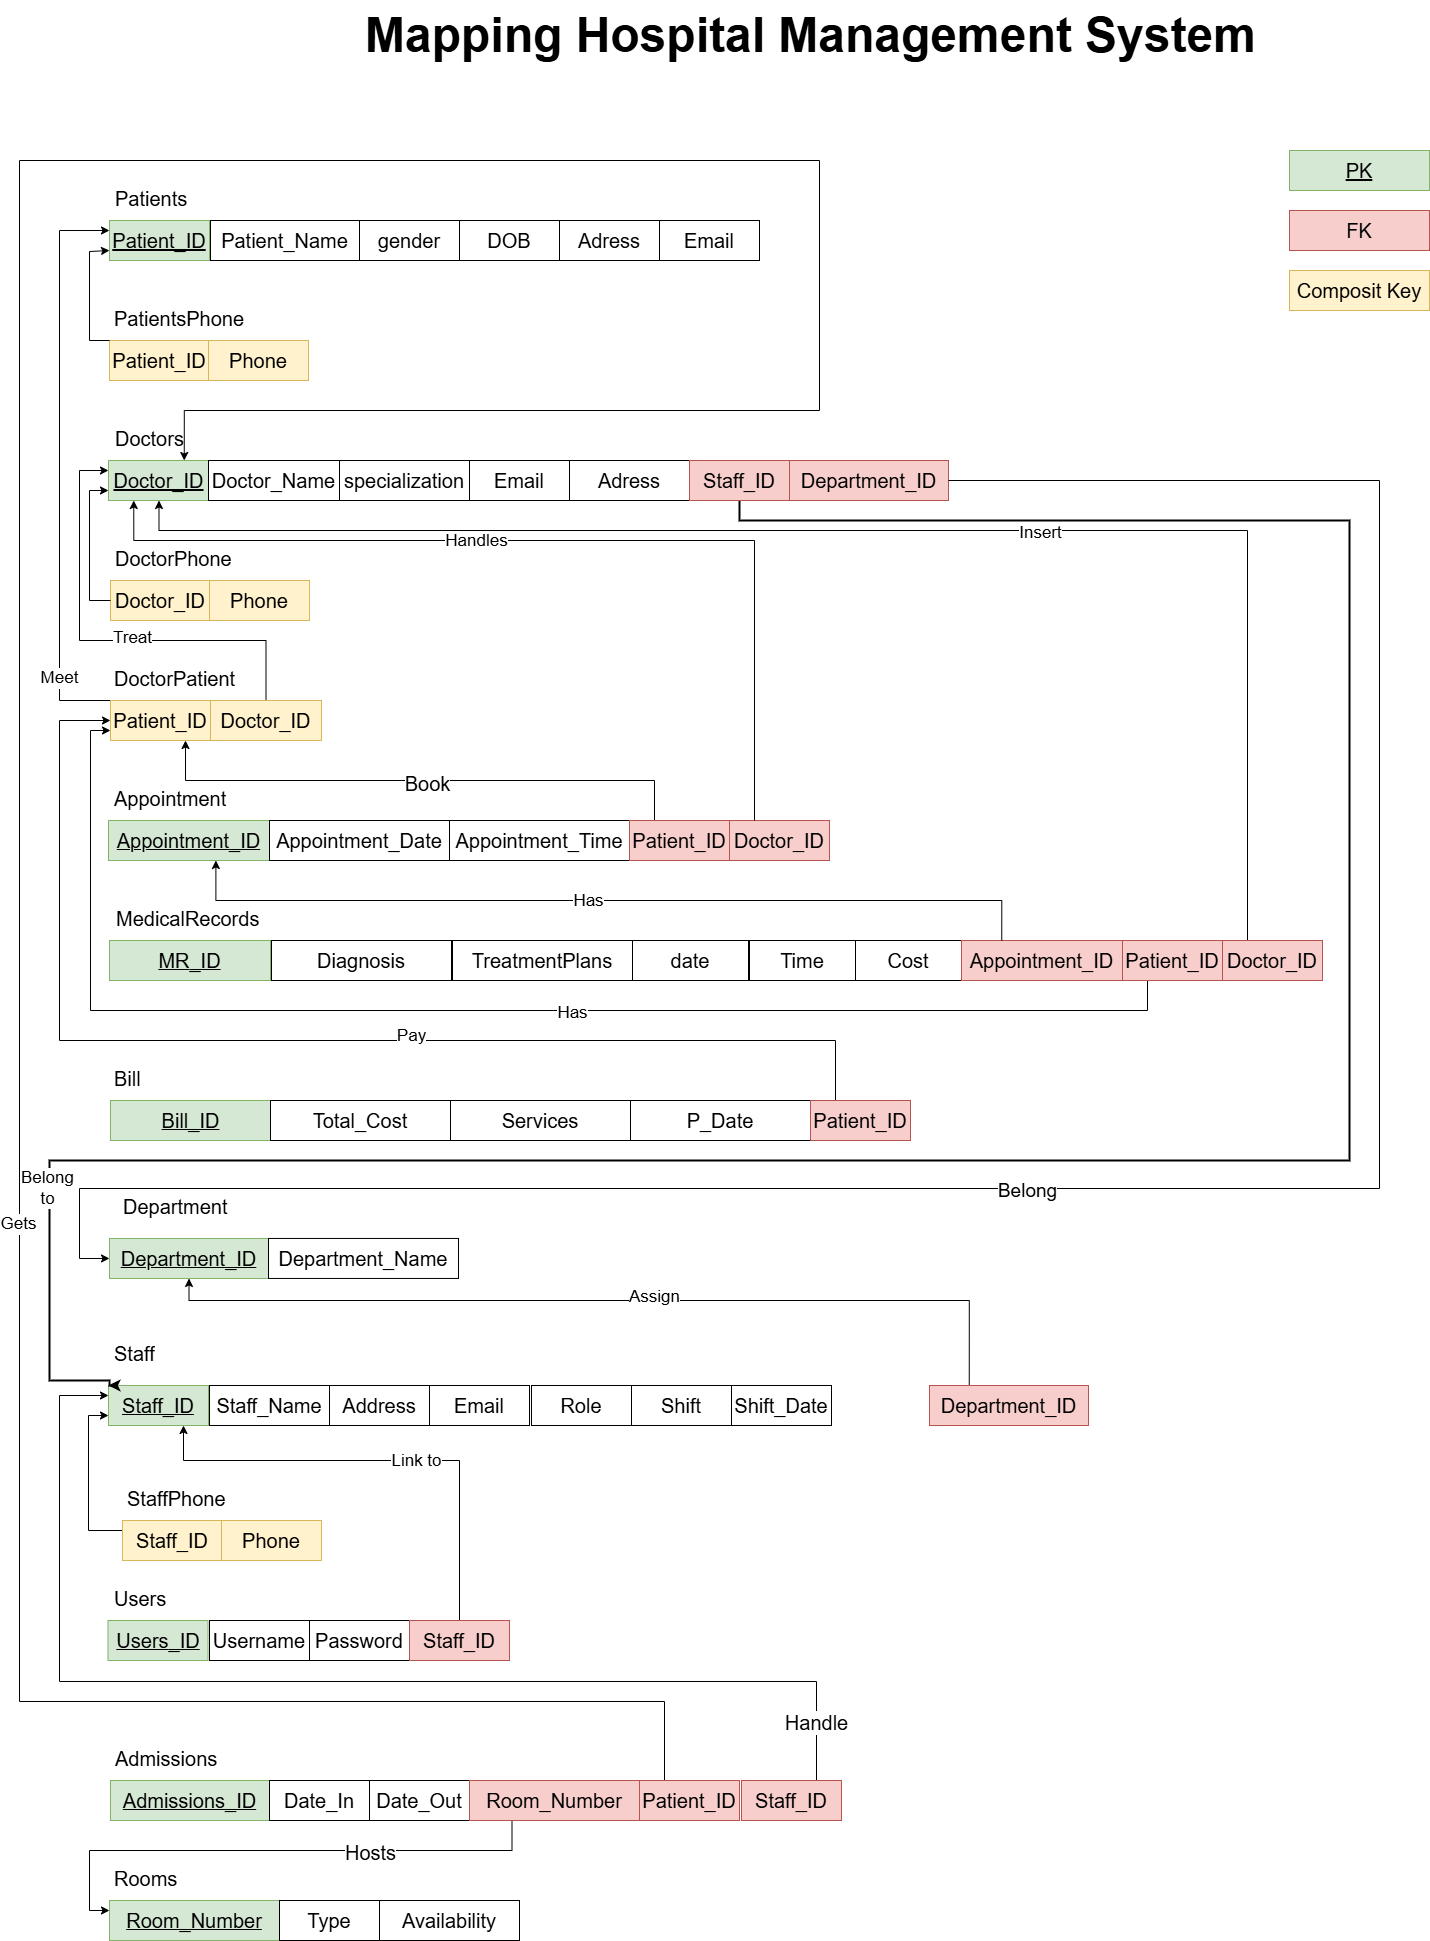 Mapping Hospital Management System
PK
FK
Composit Key
Patients
Patient_ID Patient_Name gender DOB Adress Email
PatientsPhone
Patient_ID Phone
Doctors
Doctor_ID Doctor_Name specialization Email Adress Staff_ID Department_ID
Insert
Handles
DoctorPhone
Doctor_ID Phone
Treat
Meet
DoctorPatient
Patient_ID Doctor_ID
Book
Appointment
Appointment_ID Appointment_Date Appointment_Time Patient_ID Doctor_ID
Has
MedicalRecords
MR_ID Diagnosis TreatmentPlans date Time Cost Appointment_ID Patient_ID Doctor_ID
Has
Pay
Bill
Bill_ID Total_Cost Services P_Date Patient_ID
Belong
to
Belong
Gets
Department
Department_ID Department_Name
Assign
Staff
Staff_ID Staff_Name Address Email Role Shift Shift_Date Department_ID
Link to
StaffPhone
Staff_ID Phone
Users
Users_ID Username Password Staff_ID
Handle
Admissions
Admissions_ID Date_In Date_Out Room_Number Patient_ID Staff_ID
Hosts
Rooms
Room_Number Type Availability